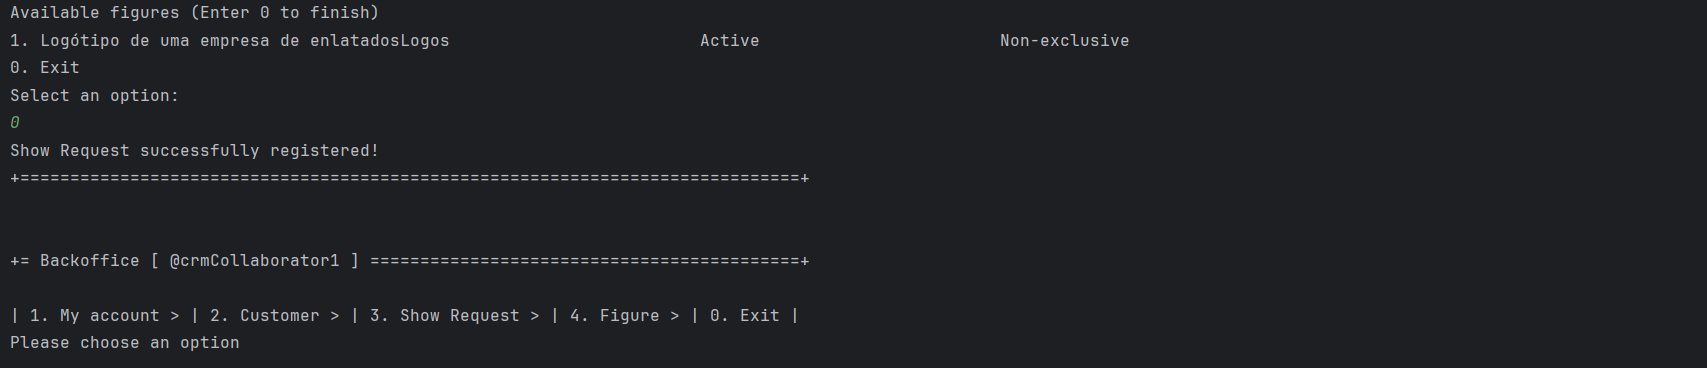 Available figures (Enter 0 to finish)
1. Logótipo de uma empresa de enlatadosLogos                         Active                        Non-exclusive
0. Exit
Select an option:
0
Show Request successfully registered!
+==============================================================================+
+= Backoffice [ @crmCollaborator1 ] ===========================================+
| 1. My account > | 2. Customer > | 3. Show Request > | 4. Figure > | 0. Exit |
Please choose an option